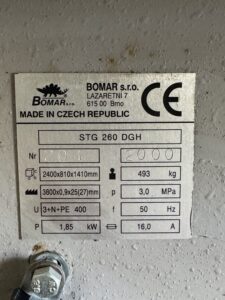 BOMAR s.r.o.
LAZARETNÍ 7
615 00 Brno
BOMAR s.r.o.
CE
MADE IN CZECH REPUBLIC
STG 260 DGH
Nr 2000
2400x810x1410mm 493 kg
3800x0,9x25(27)mm p 3,0 MPa
U 3+N+PE 400 f 50 Hz
P 1,85 kW 16,0 A